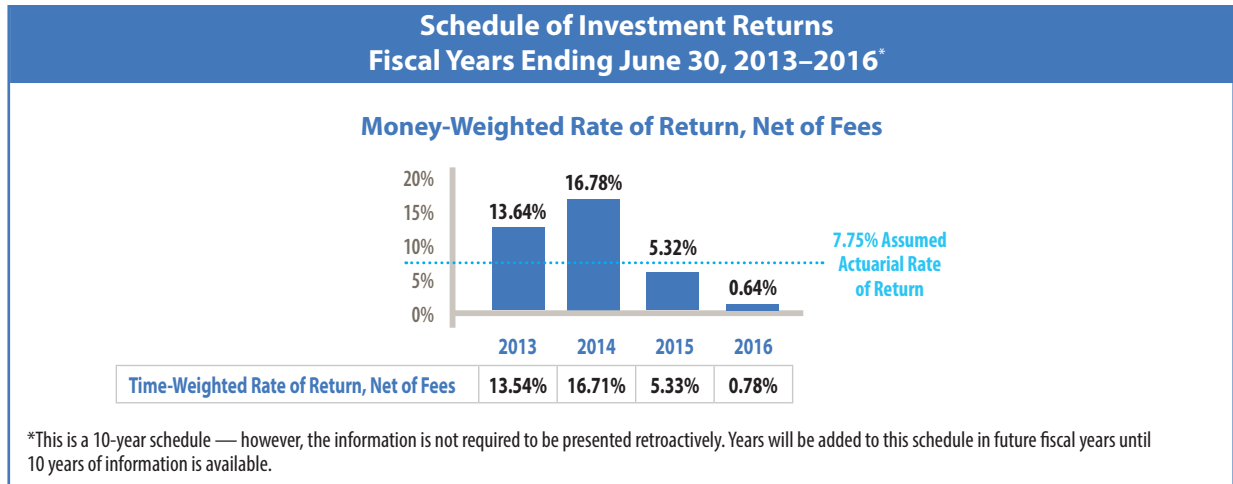 Schedule of Investment Returns
Fiscal Years Ending June 30, 2013–2016*
Money-Weighted Rate of Return, Net of Fees
20%
15%
10%
5%
0%
13.64%
16.78%
5.32%
0.64%
7.75% Assumed
Actuarial Rate
of Return
2013 2014 2015 2016
Time-Weighted Rate of Return, Net of Fees 13.54% 16.71% 5.33% 0.78%
*This is a 10-year schedule — however, the information is not required to be presented retroactively. Years will be added to this schedule in future fiscal years until
10 years of information is available.